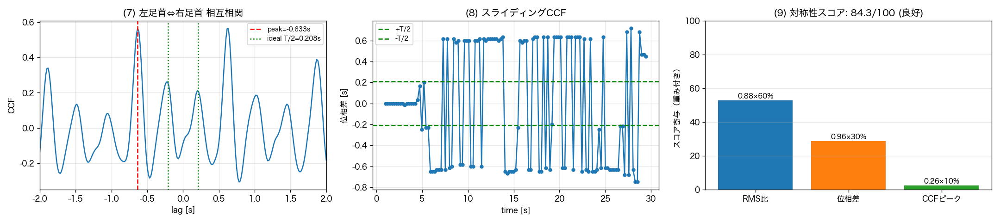 (7) 左足首⇔右足首 相互相関
peak=-0.633s
ideal T/2=0.208s
CCF
0.6
0.4
0.2
0.0
-0.2
-2.0 -1.5 -1.0 -0.5 0.0 0.5 1.0 1.5 2.0
lag [s]
(8) スライディングCCF
+T/2
-T/2
位相差 [s]
0.6
0.4
0.2
0.0
-0.2
-0.4
-0.6
-0.8
0 5 10 15 20 25 30
time [s]
(9) 対称性スコア: 84.3/100 (良好)
スコア寄与（重み付き）
100
80
60
40
20
0
0.88×60%
0.96×30%
0.26×10%
RMS比 位相差 CCFピーク